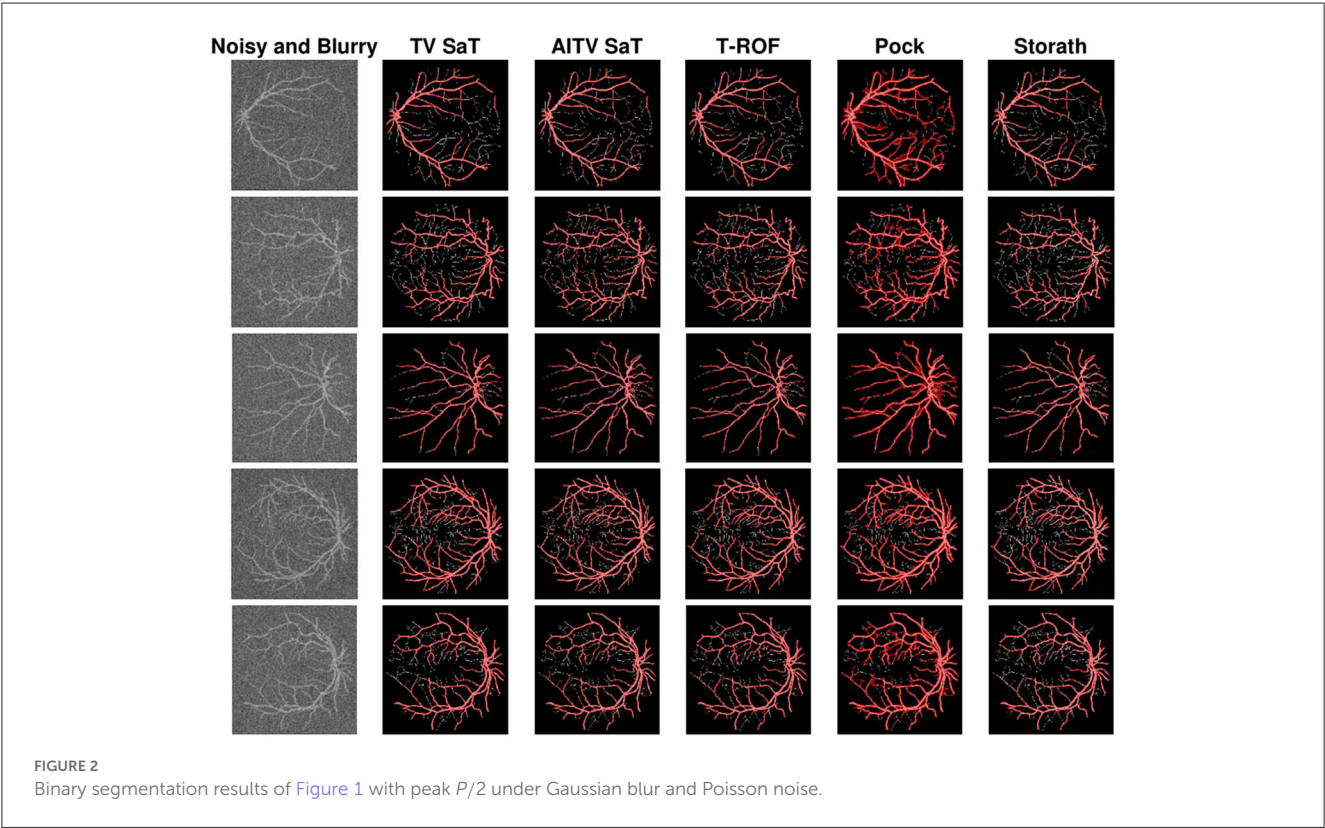 Noisy and Blurry TV SaT AITV SaT T-ROF Pock Storath
FIGURE 2
Binary segmentation results of Figure 1 with peak P/2 under Gaussian blur and Poisson noise.